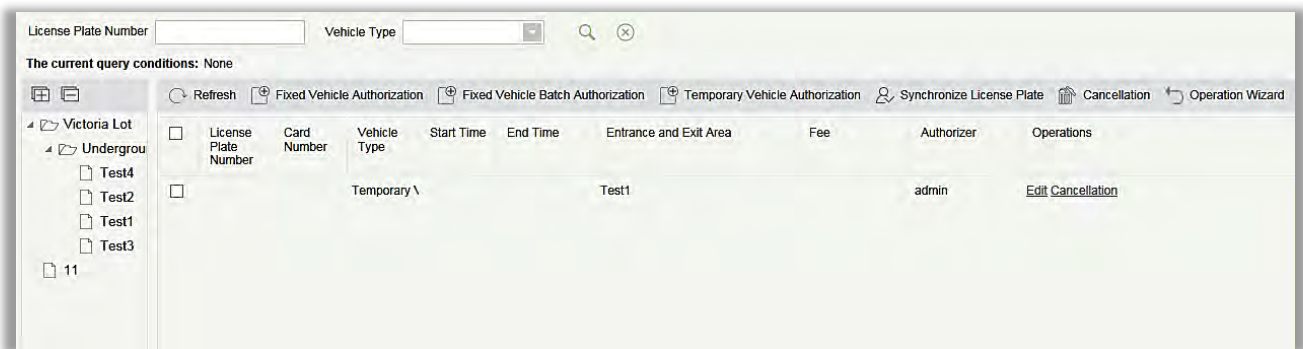 License Plate Number Vehicle Type
The current query conditions: None
Refresh Fixed Vehicle Authorization Fixed Vehicle Batch Authorization Temporary Vehicle Authorization Synchronize License Plate Cancellation Operation Wizard
Victoria Lot
Undergrou
Test4
Test2
Test1
Test3
11
License Plate Number Card Number Vehicle Type Start Time End Time Entrance and Exit Area Fee Authorizer Operations
Temporary V Test1 admin Edit Cancellation